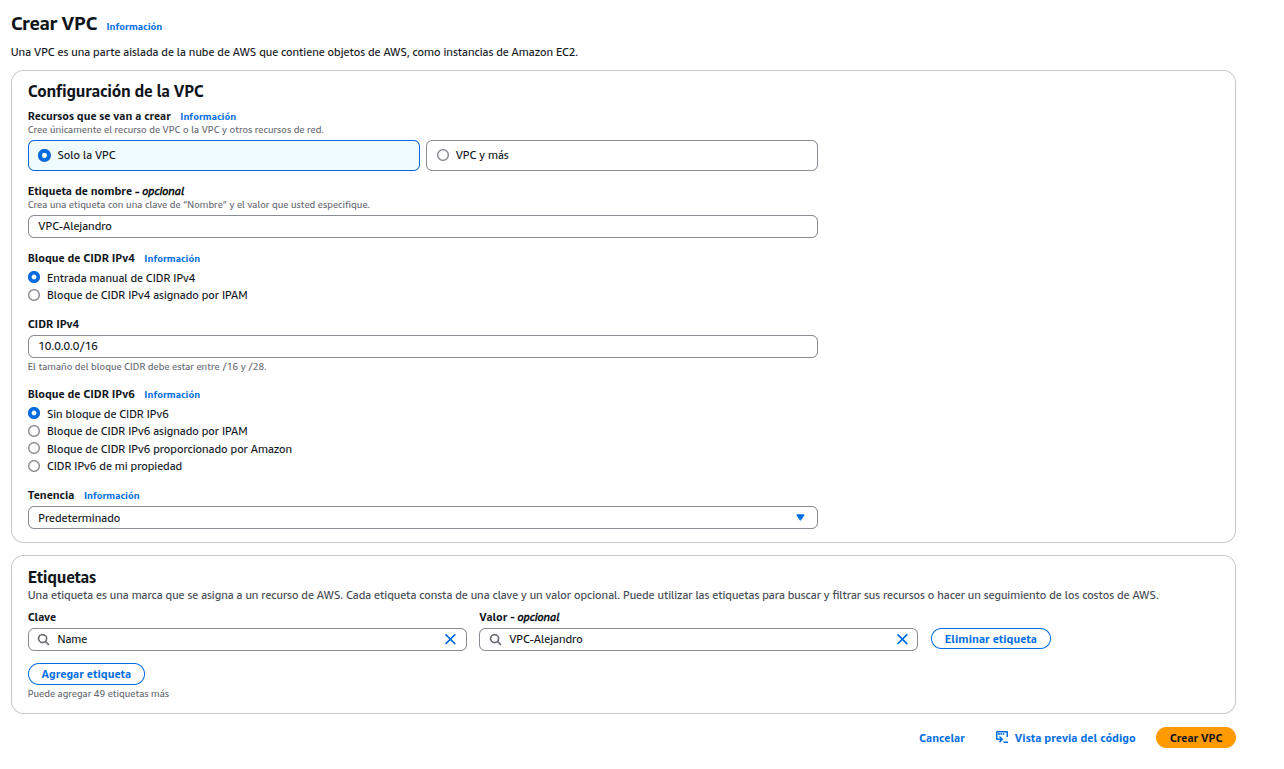 Crear VPC Información
Una VPC es una parte aislada de la nube de AWS que contiene objetos de AWS, como instancias de Amazon EC2.
Configuración de la VPC
Recursos que se van a crear Información
Cree únicamente el recurso de VPC o la VPC y otros recursos de red.
Solo la VPC VPC y más
Etiqueta de nombre - opcional
Crea una etiqueta con una clave de "Nombre" y el valor que usted especifique.
VPC-Alejandro
Bloque de CIDR IPv4 Información
Entrada manual de CIDR IPv4
Bloque de CIDR IPv4 asignado por IPAM
CIDR IPv4
10.0.0.0/16
El tamaño del bloque CIDR debe estar entre /16 y /28.
Bloque de CIDR IPv6 Información
Sin bloque de CIDR IPv6
Bloque de CIDR IPv6 asignado por IPAM
Bloque de CIDR IPv6 proporcionado por Amazon
CIDR IPv6 de mi propiedad
Tenencia Información
Predeterminado
Etiquetas
Una etiqueta es una marca que se asigna a un recurso de AWS. Cada etiqueta consta de una clave y un valor opcional. Puede utilizar las etiquetas para buscar y filtrar sus recursos o hacer un seguimiento de los costos de AWS.
Clave Valor - opcional
Name VPC-Alejandro Eliminar etiqueta
Agregar etiqueta
Puede agregar 49 etiquetas más
Cancelar Vista previa del código Crear VPC